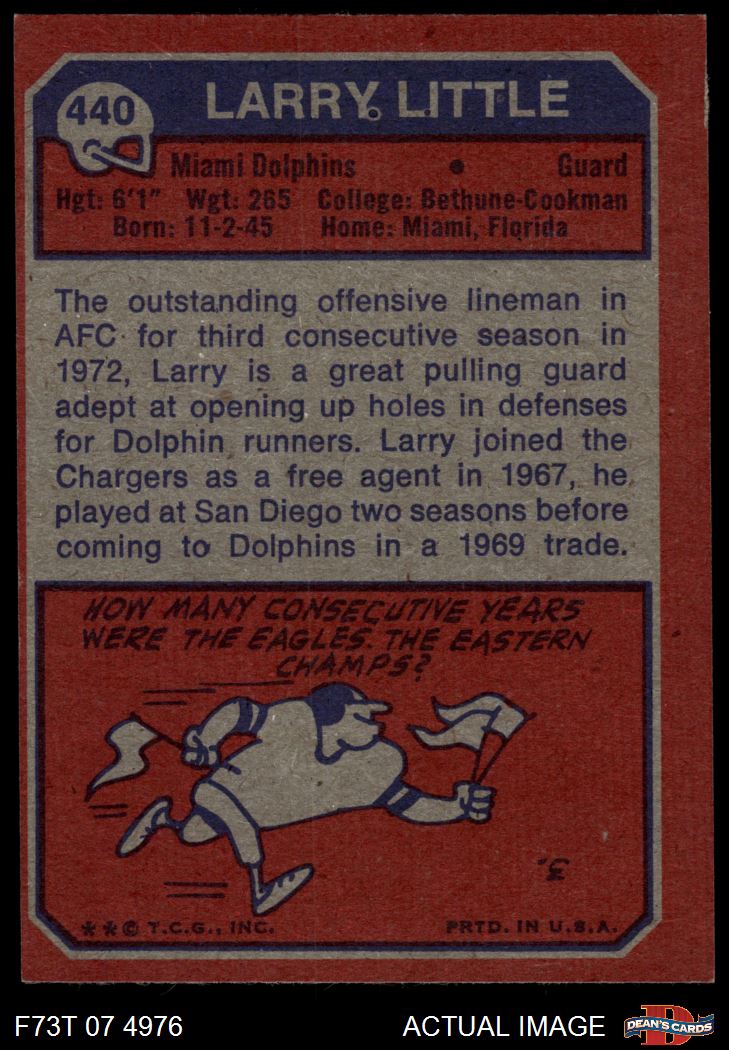 440 LARRY LITTLE
Miami Dolphins • Guard
Hgt: 6'1" Wgt: 265 College: Bethune-Cookman
Born: 11-2-45 Home: Miami, Florida
The outstanding offensive lineman in
AFC for third consecutive season in
1972, Larry is a great pulling guard
adept at opening up holes in defenses
for Dolphin runners. Larry joined the
Chargers as a free agent in 1967, he
played at San Diego two seasons before
coming to Dolphins in a 1969 trade.
HOW MANY CONSECUTIVE YEARS
WERE THE EAGLES THE EASTERN
CHAMPS?
3.
**© T.C.G., INC. PRTD. IN U.S.A.
F73T 07 4976 ACTUAL IMAGE D DEAN'S CARDS